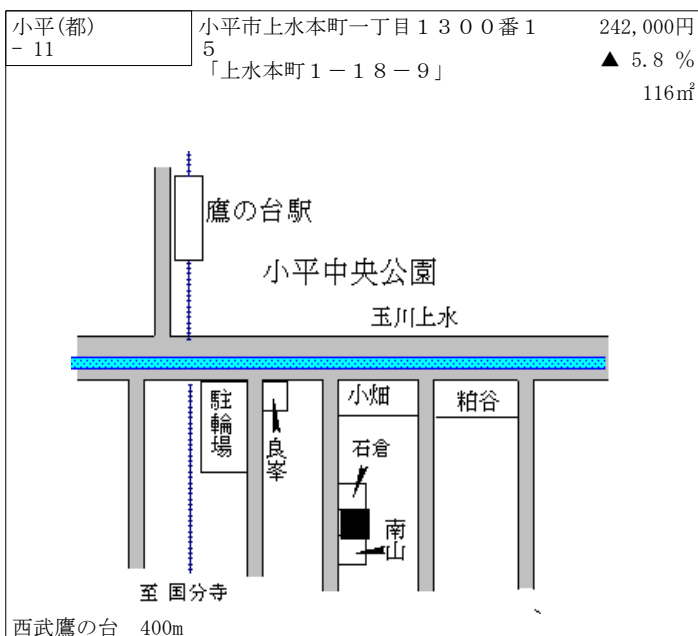 小平(都)
- 11
小平市上水本町一丁目１３００番１
５
「上水本町１－１８－９」
242,000円
▲ 5.8 %
116㎡
鷹の台駅
小平中央公園
玉川上水
駐輪場
良峯
小畑
粕谷
石倉
南山
至 国分寺
西武鷹の台 400m